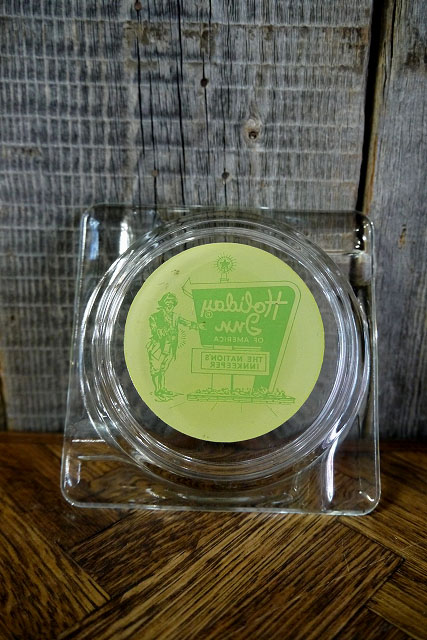 Holiday
Inn
OF AMERICA
THE NATION'S
INNKEEPER